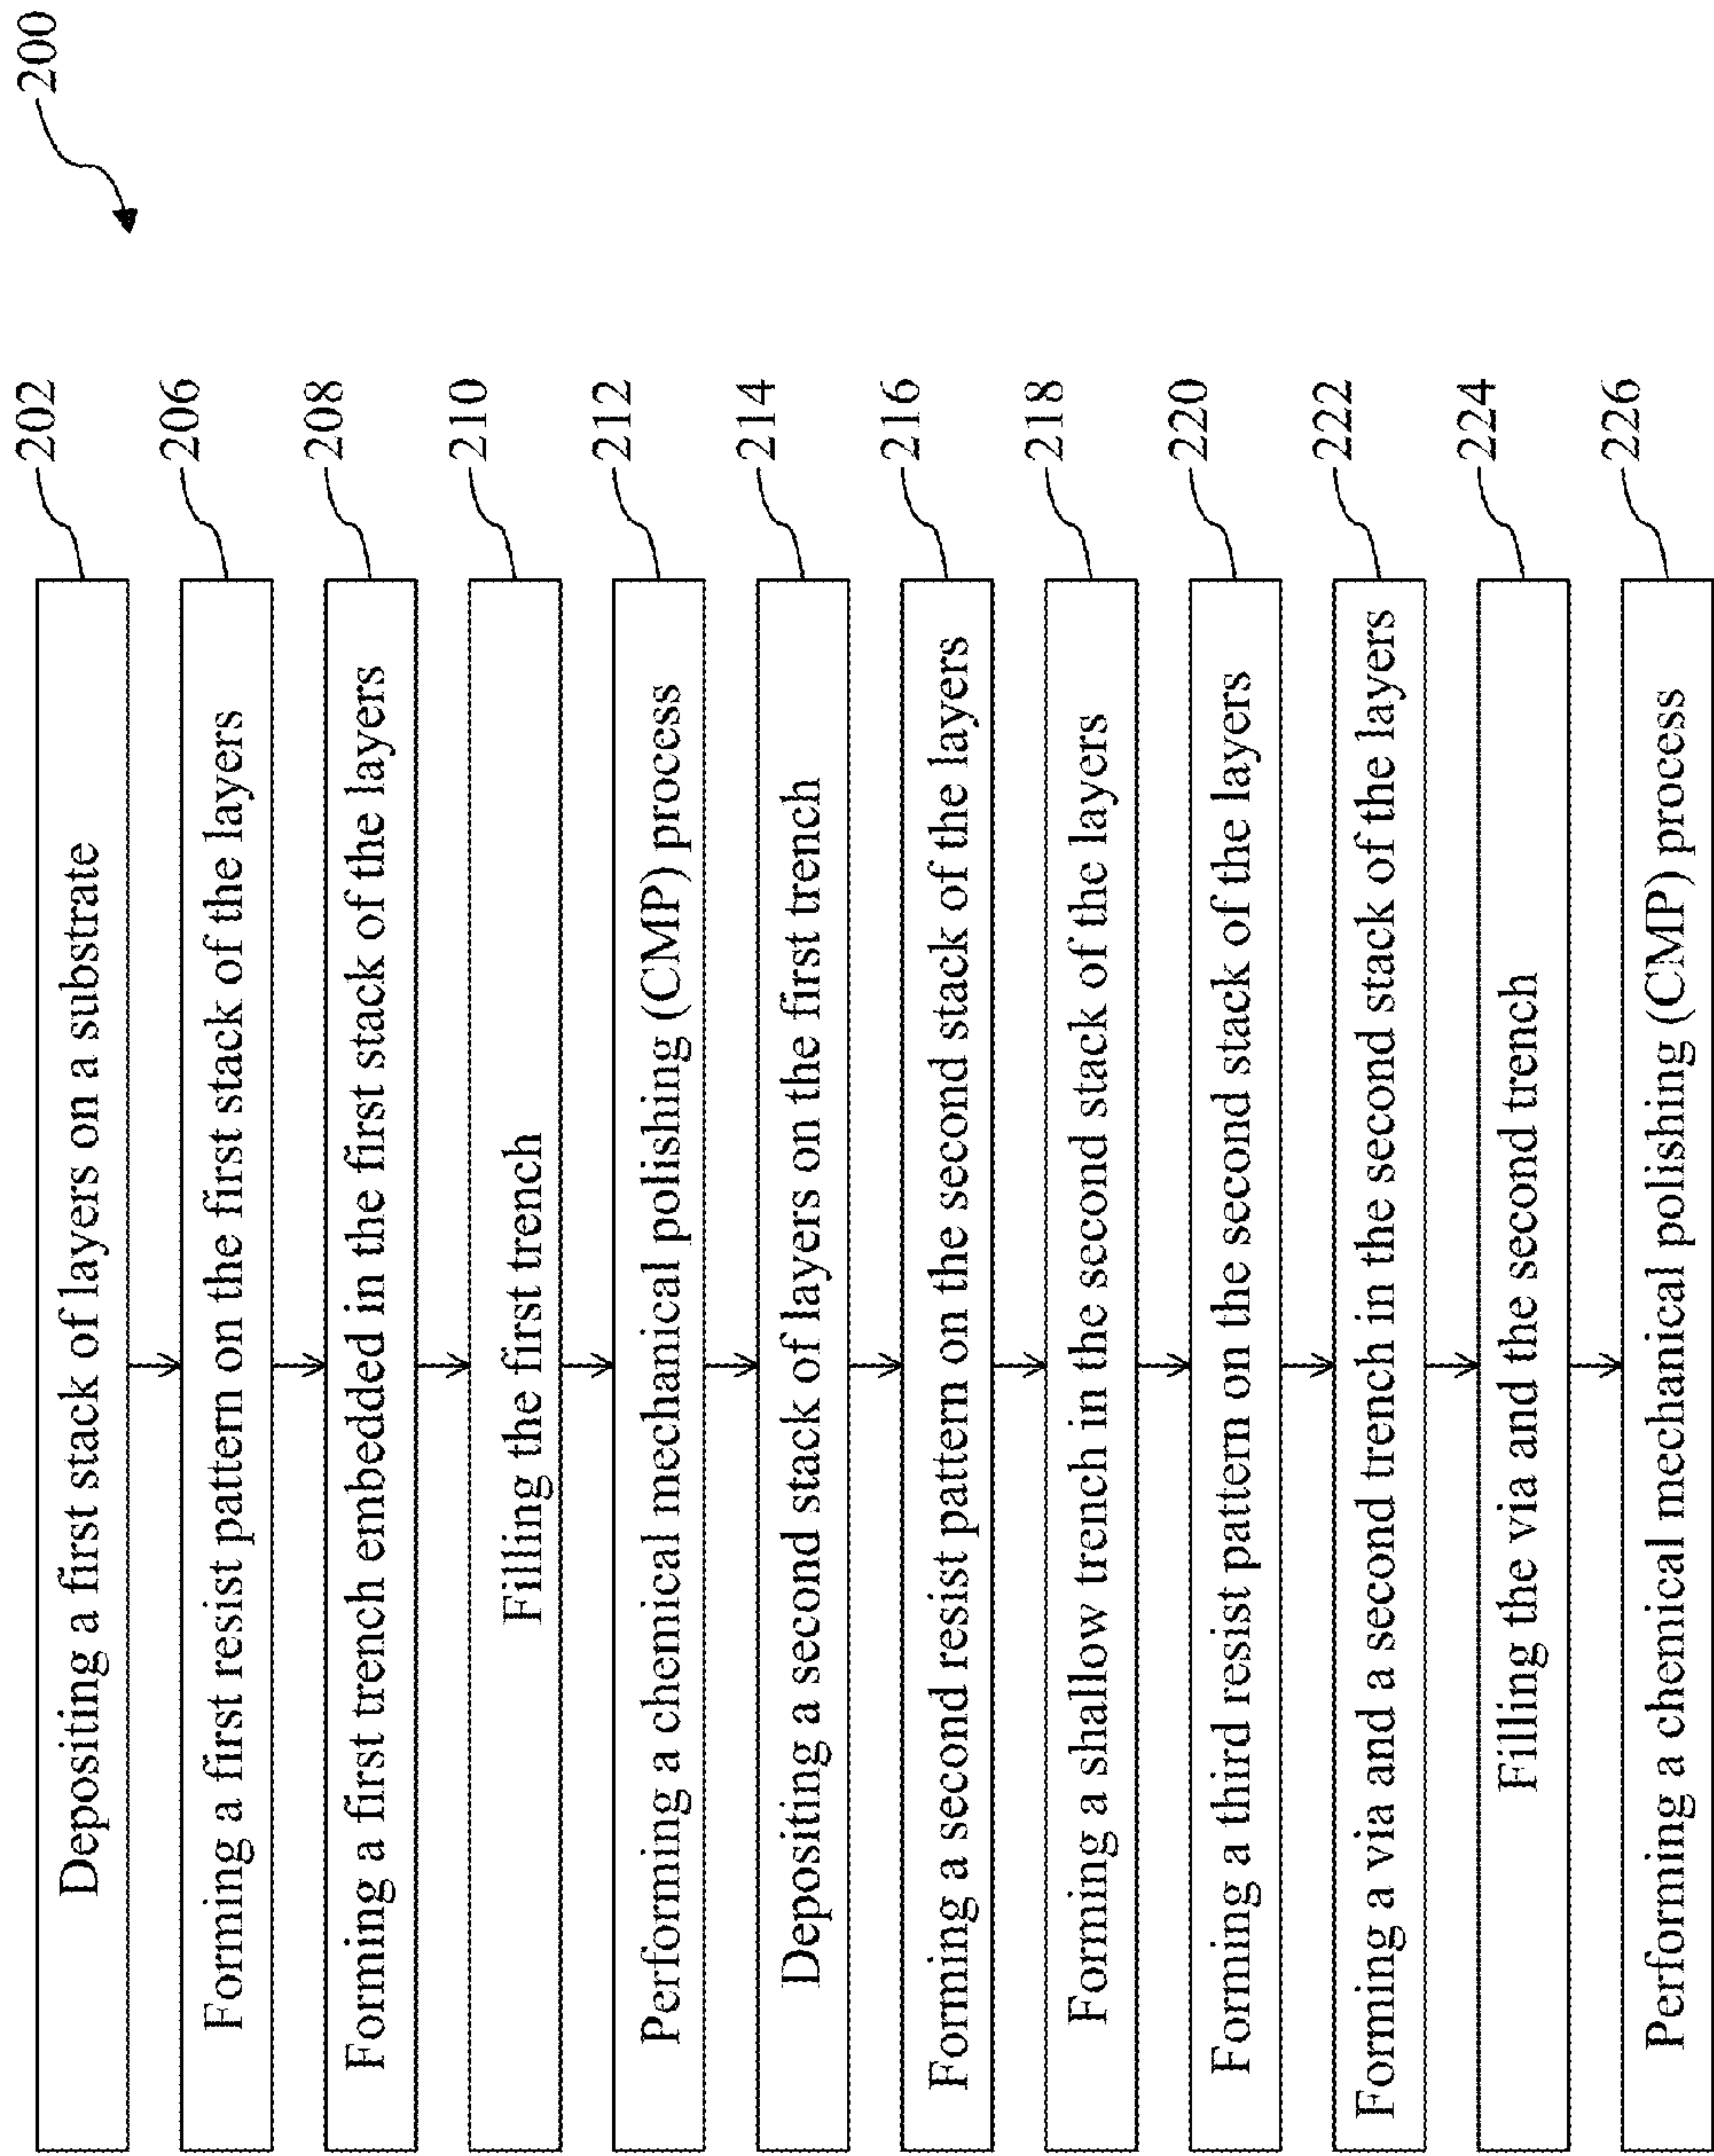 200
Depositing a first stack of layers on a substrate
202
Forming a first resist pattern on the first stack of the layers
206
Forming a first trench embedded in the first stack of the layers
208
Filling the first trench
210
Performing a chemical mechanical polishing (CMP) process
212
Depositing a second stack of layers on the first trench
214
Forming a second resist pattern on the second stack of the layers
216
Forming a shallow trench in the second stack of the layers
218
Forming a third resist pattern on the second stack of the layers
220
Forming a via and a second trench in the second stack of the layers
222
Filling the via and the second trench
224
Performing a chemical mechanical polishing (CMP) process
226